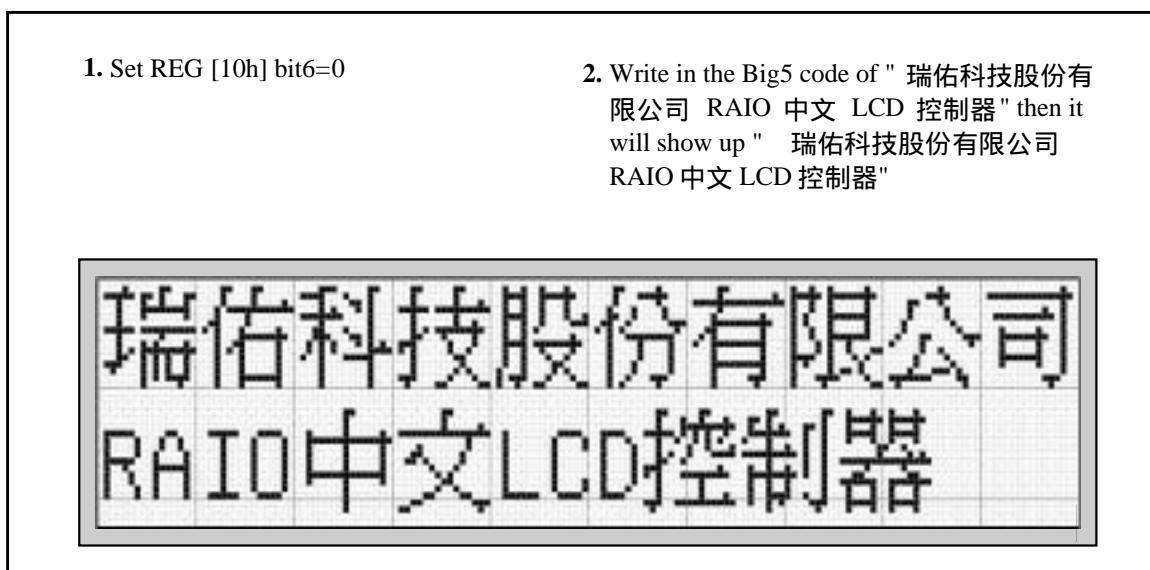 1. Set REG [10h] bit6=0
2. Write in the Big5 code of " 瑞佑科技股份有
限公司 RAIO 中文 LCD 控制器" then it
will show up " 瑞佑科技股份有限公司
RAIO 中文 LCD 控制器"
瑞佑科技股份有限公司
RAIO中文LCD控制器